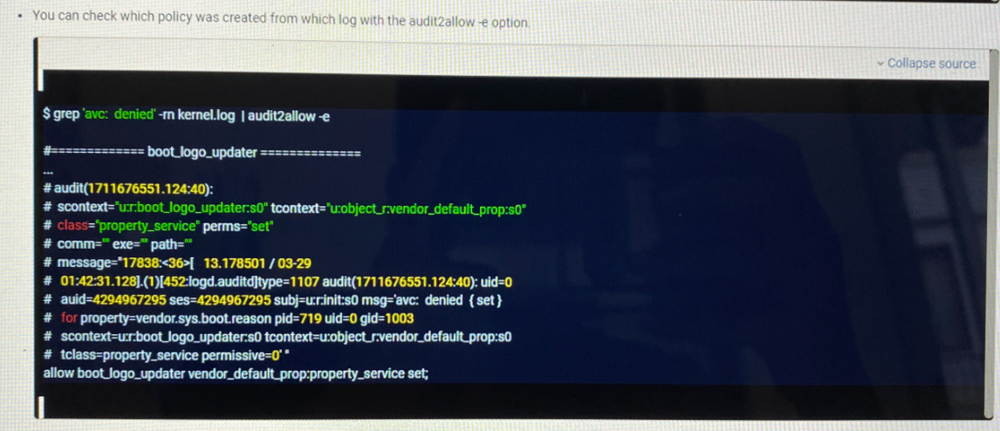 • You can check which policy was created from which log with the audit2allow -e option.
Collapse source
$ grep 'avc:  denied' -rn kernel.log  | audit2allow -e
#============= boot_logo_updater ==============
...
# audit(1711676551.124:40):
#  scontext="u:r:boot_logo_updater:s0" tcontext="u:object_r:vendor_default_prop:s0"
#  class="property_service" perms="set"
#  comm="" exe="" path=""
#  message="17838:<36>[   13.178501 / 03-29
#   01:42:31.128].(1)[452:logd.auditd]type=1107 audit(1711676551.124:40): uid=0
#   auid=4294967295 ses=4294967295 subj=u:r:init:s0 msg='avc:  denied  { set }
#   for property=vendor.sys.boot.reason pid=719 uid=0 gid=1003
#   scontext=u:r:boot_logo_updater:s0 tcontext=u:object_r:vendor_default_prop:s0
#   tclass=property_service permissive=0' "
allow boot_logo_updater vendor_default_prop:property_service set;